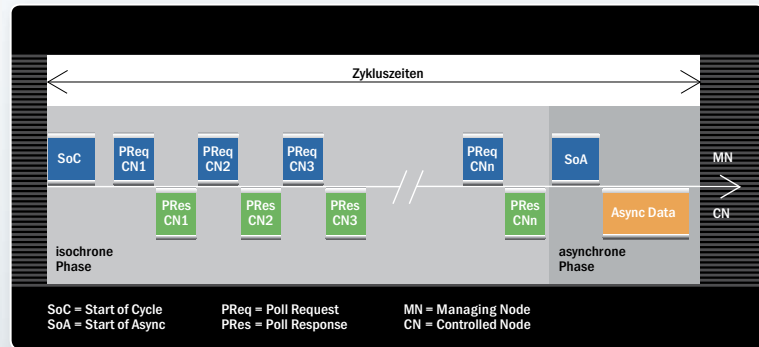 Zykluszeiten
SoC
PReq
CN1
PReq
CN2
PReq
CN3
PReq
CNn
SoA
MN
PRes
CN1
PRes
CN2
PRes
CN3
PRes
CNn
Async Data
CN
isochrone
Phase
asynchrone
Phase
SoC = Start of Cycle
SoA = Start of Async
PReq = Poll Request
PRes = Poll Response
MN = Managing Node
CN = Controlled Node